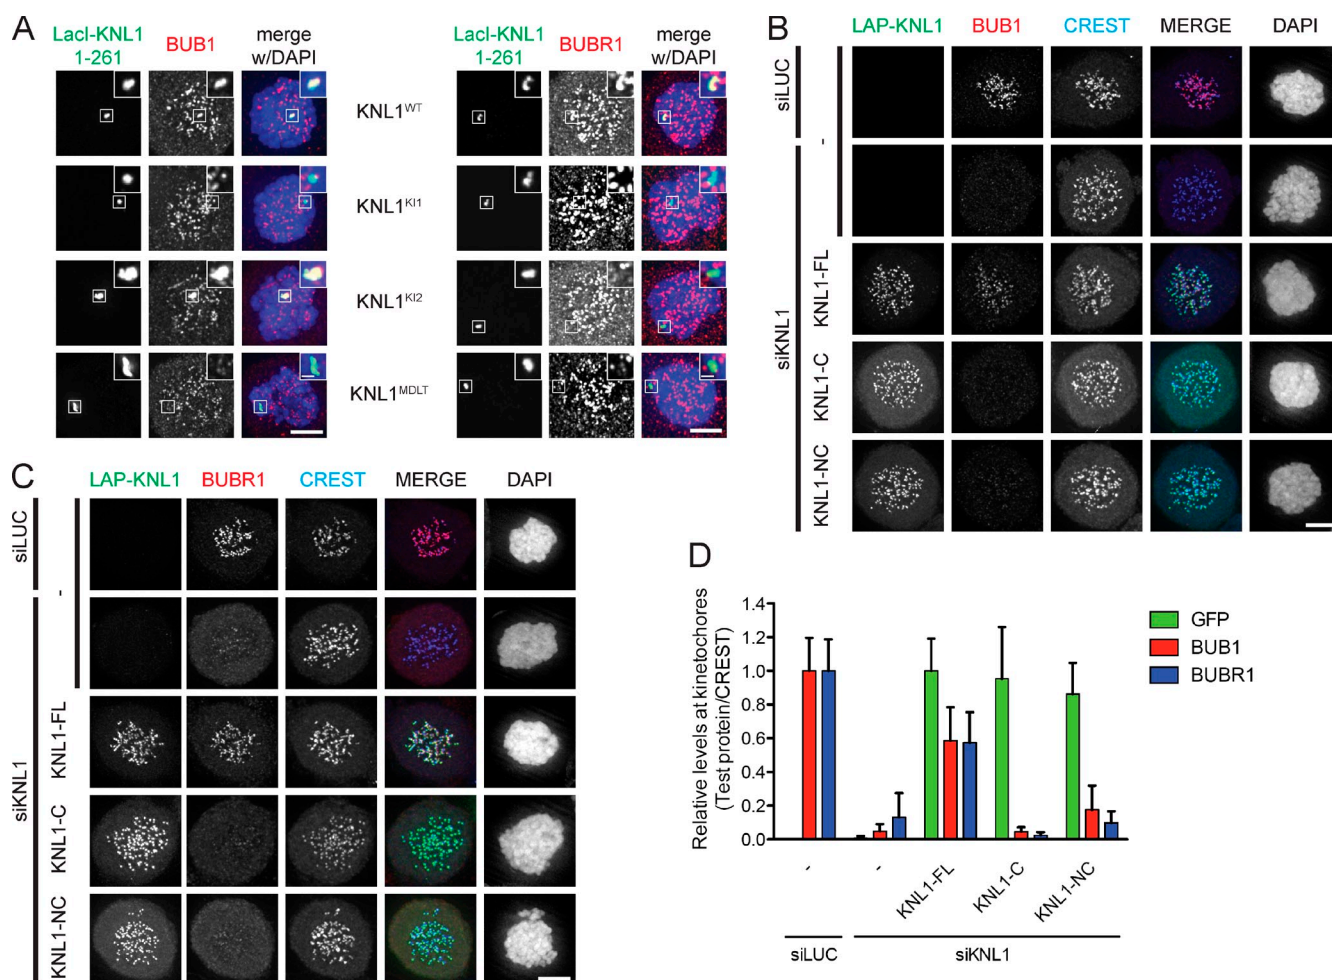 A
LacI-KNL1
1-261
BUB1
merge
w/DAPI
LacI-KNL1
1-261
BUBR1
merge
w/DAPI
KNL1WT
KNL1KI1
KNL1KI2
KNL1MDLT
B
LAP-KNL1
BUB1
CREST
MERGE
DAPI
siLUC
-
siKNL1
KNL1-FL
KNL1-C
KNL1-NC
C
LAP-KNL1
BUBR1
CREST
MERGE
DAPI
siLUC
-
siKNL1
KNL1-FL
KNL1-C
KNL1-NC
D
Relative levels at kinetochores
(Test protein/CREST)
1.4
1.2
1.0
0.8
0.6
0.4
0.2
0.0
GFP
BUB1
BUBR1
-
-
KNL1-FL
KNL1-C
KNL1-NC
siLUC
siKNL1